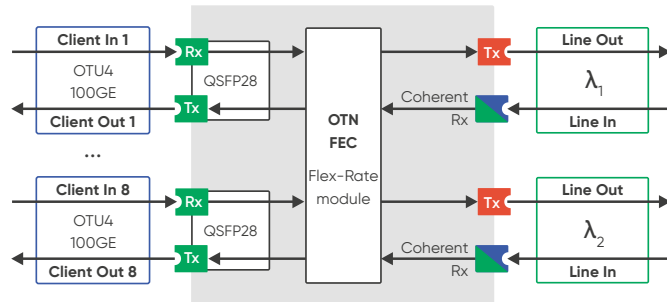 Client In 1
OTU4
100GE
Client Out 1
Rx
QSFP28
Tx
...
Client In 8
OTU4
100GE
Client Out 8
Rx
QSFP28
Tx
OTN
FEC
Flex-Rate
module
Tx
Coherent
Rx
Line Out
λ1
Line In
Tx
Coherent
Rx
Line Out
λ2
Line In